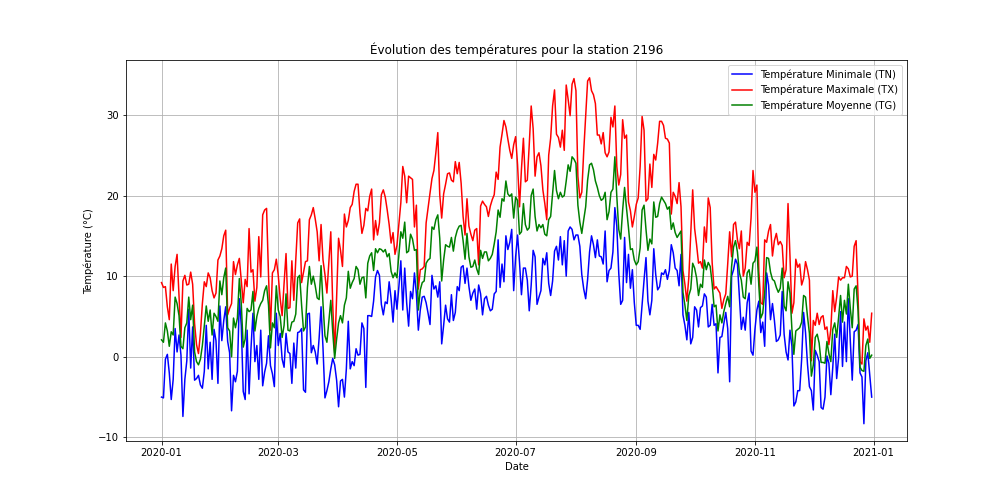 Évolution des températures pour la station 2196
Température Minimale (TN)
Température Maximale (TX)
Température Moyenne (TG)
Température (°C)
30
20
10
0
−10
2020-01
2020-03
2020-05
2020-07
2020-09
2020-11
2021-01
Date